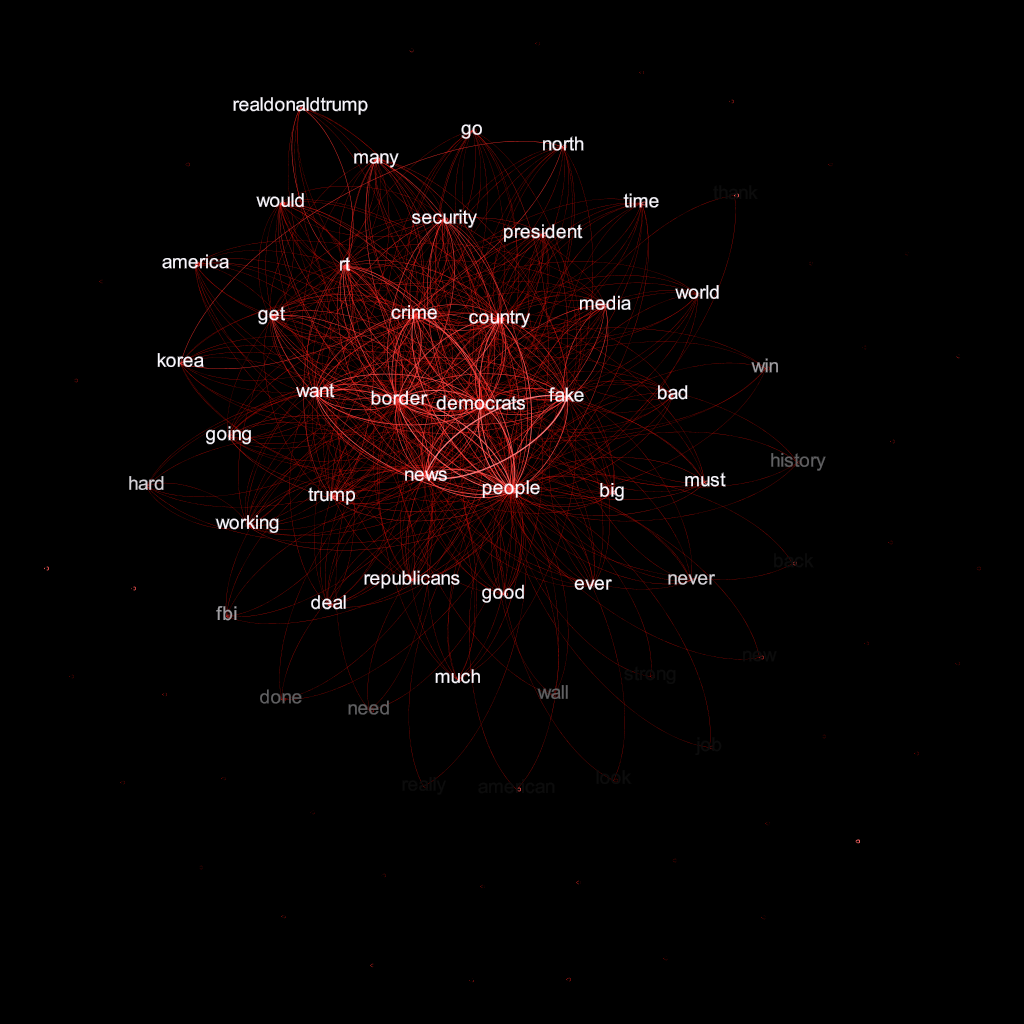 realdonaldtrump
go
north
many
thank
would
time
security
president
america
rt
world
media
get
crime
country
korea
win
want
bad
border
democrats
fake
going
history
news
must
hard
people
big
trump
working
back
republicans
never
ever
good
deal
fbi
new
strong
much
wall
done
need
job
look
really
american